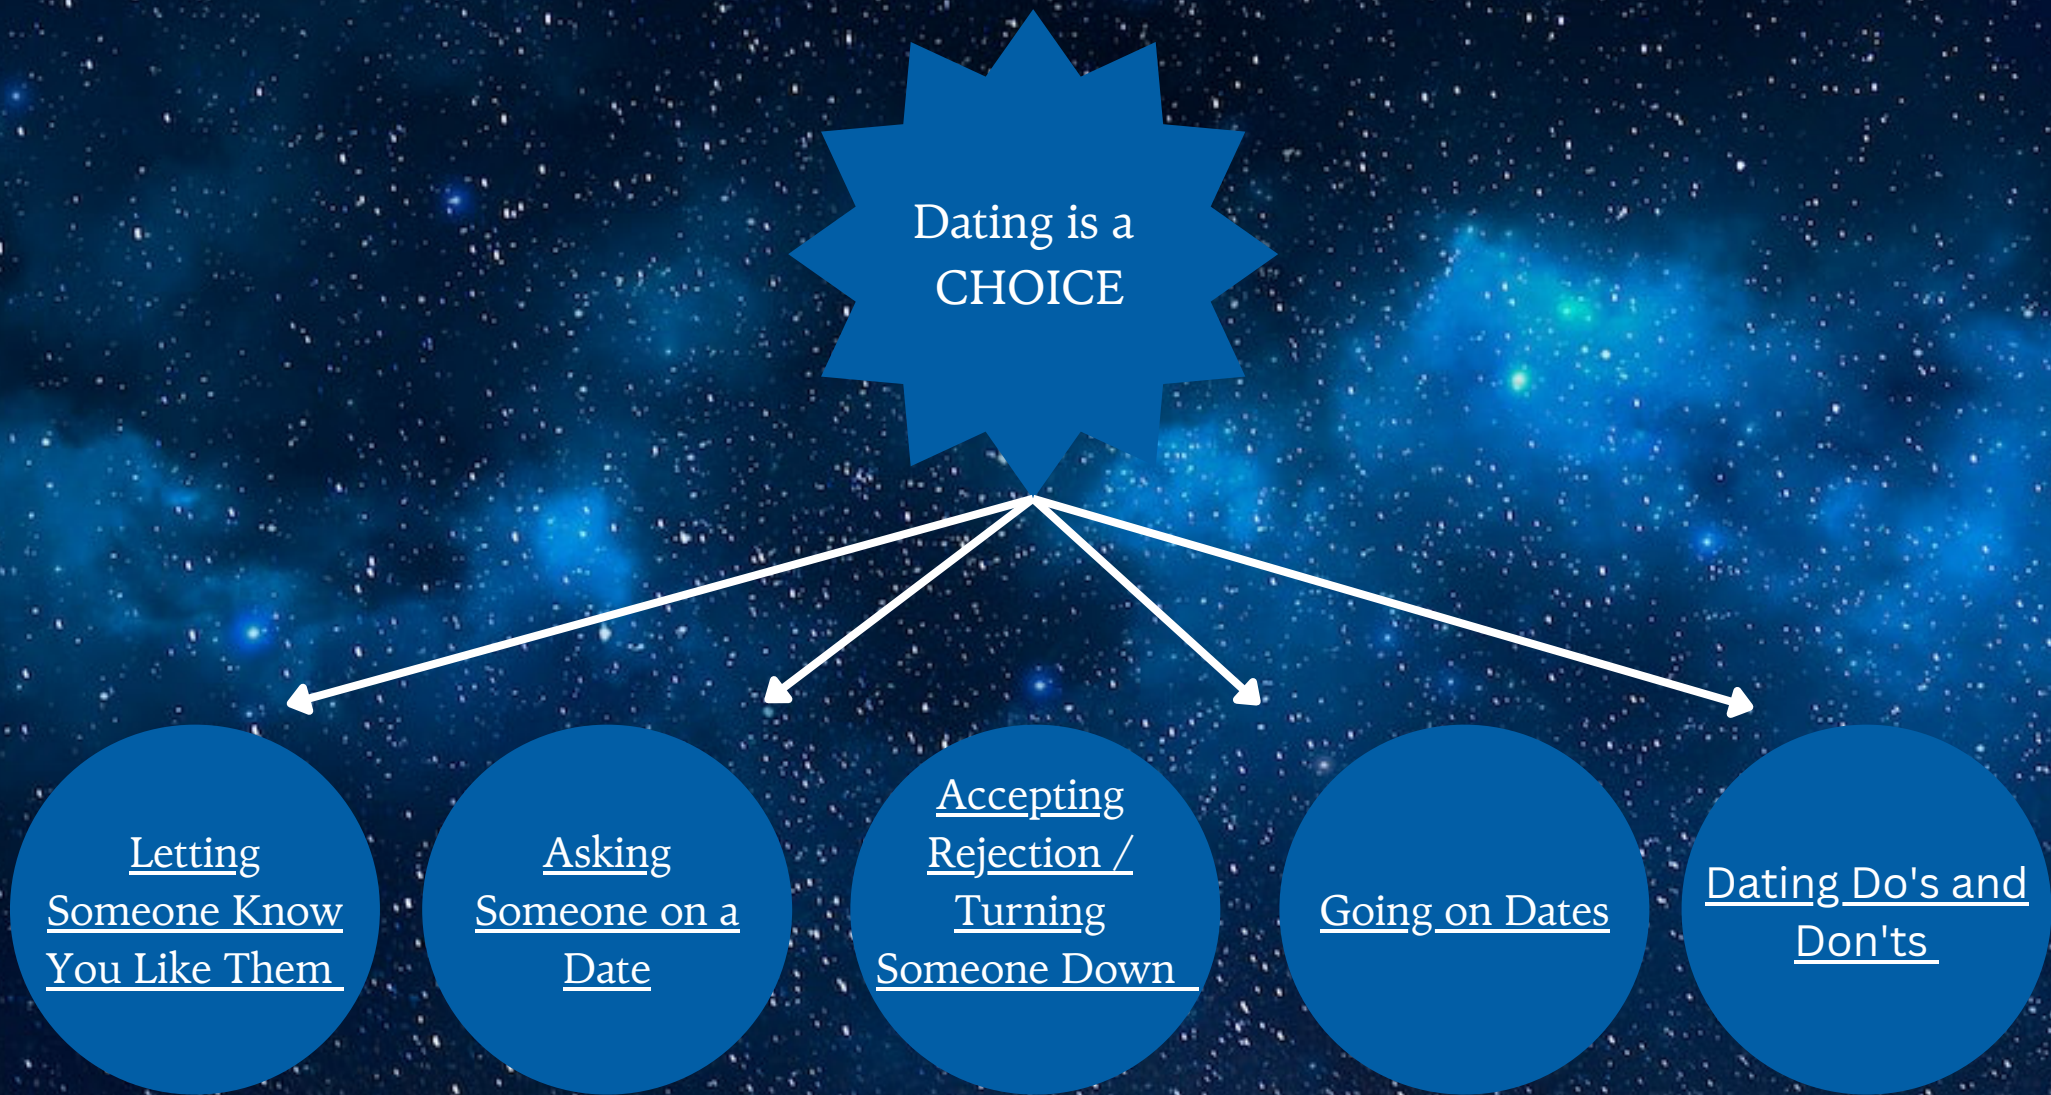 Dating is a
CHOICE
Letting
Someone Know
You Like Them
Asking
Someone on a
Date
Accepting
Rejection /
Turning
Someone Down
Going on Dates
Dating Do's and
Don'ts